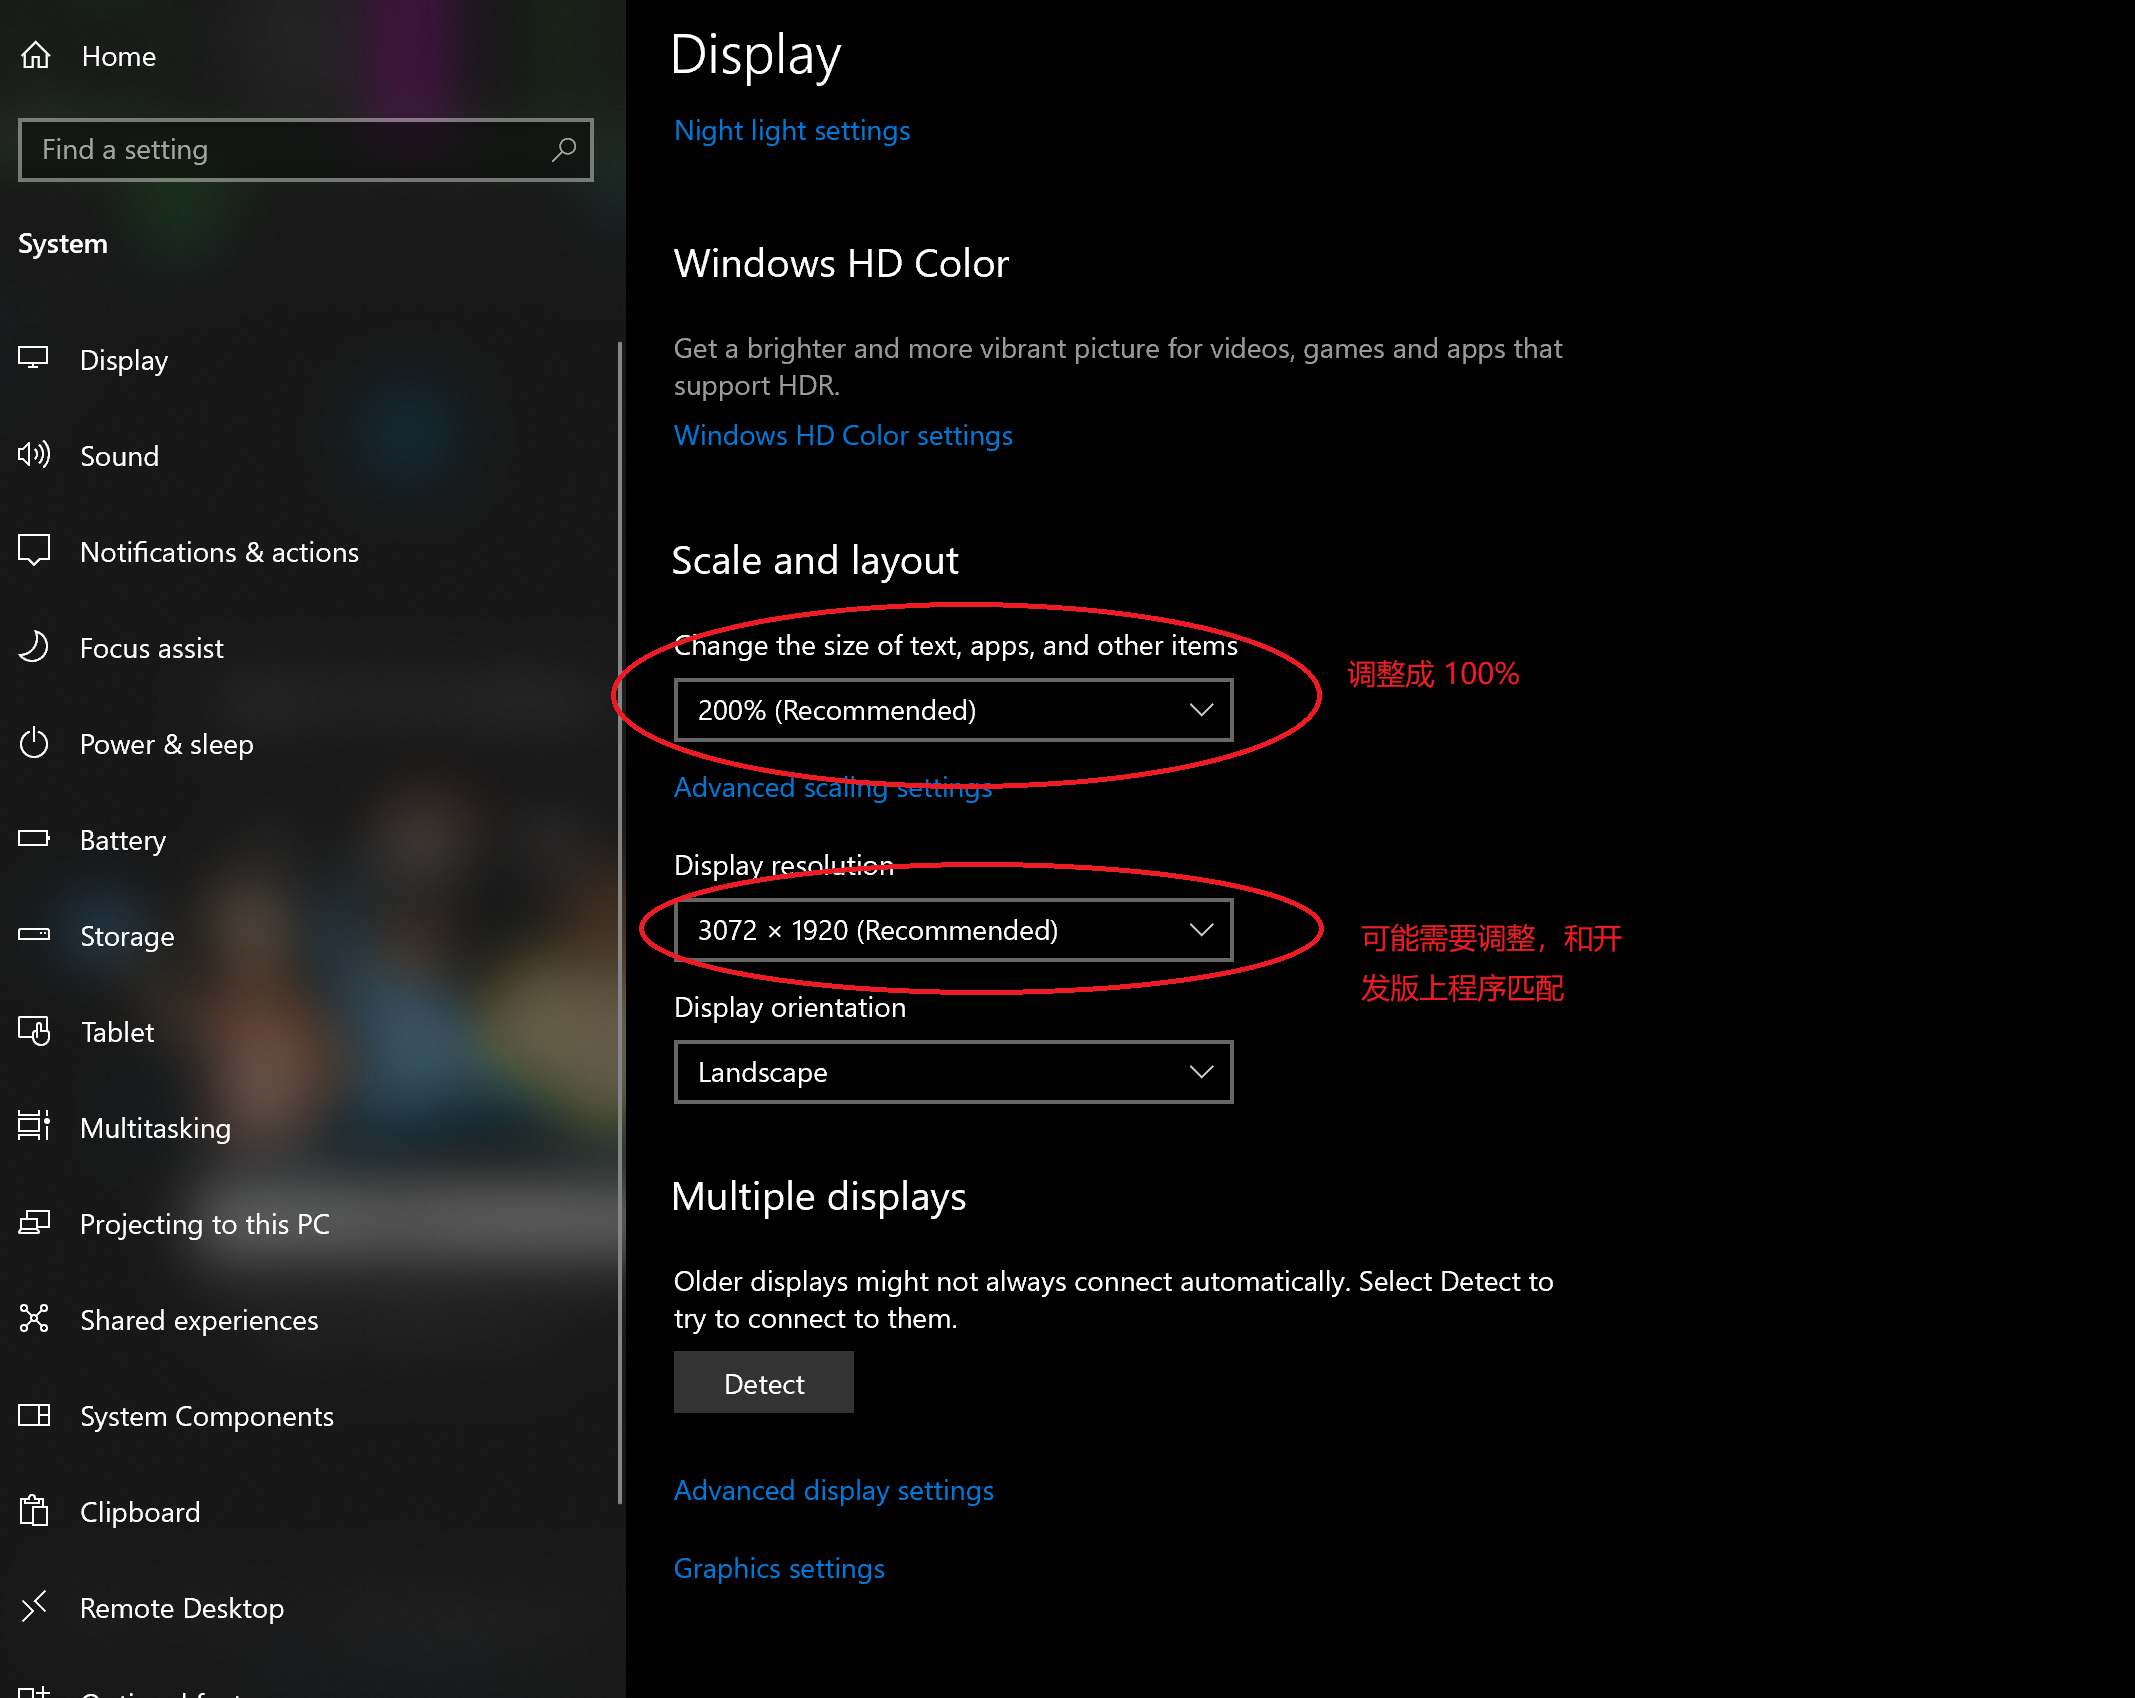 Home
Find a setting
System
Display
Sound
Notifications & actions
Focus assist
Power & sleep
Battery
Storage
Tablet
Multitasking
Projecting to this PC
Shared experiences
System Components
Clipboard
Remote Desktop
Display
Night light settings
Windows HD Color
Get a brighter and more vibrant picture for videos, games and apps that
support HDR.
Windows HD Color settings
Scale and layout
Change the size of text, apps, and other items
调整成 100%
200% (Recommended)
Advanced scaling settings
Display resolution
3072 × 1920 (Recommended)
可能需要调整，和开
发版上程序匹配
Display orientation
Landscape
Multiple displays
Older displays might not always connect automatically. Select Detect to
try to connect to them.
Detect
Advanced display settings
Graphics settings